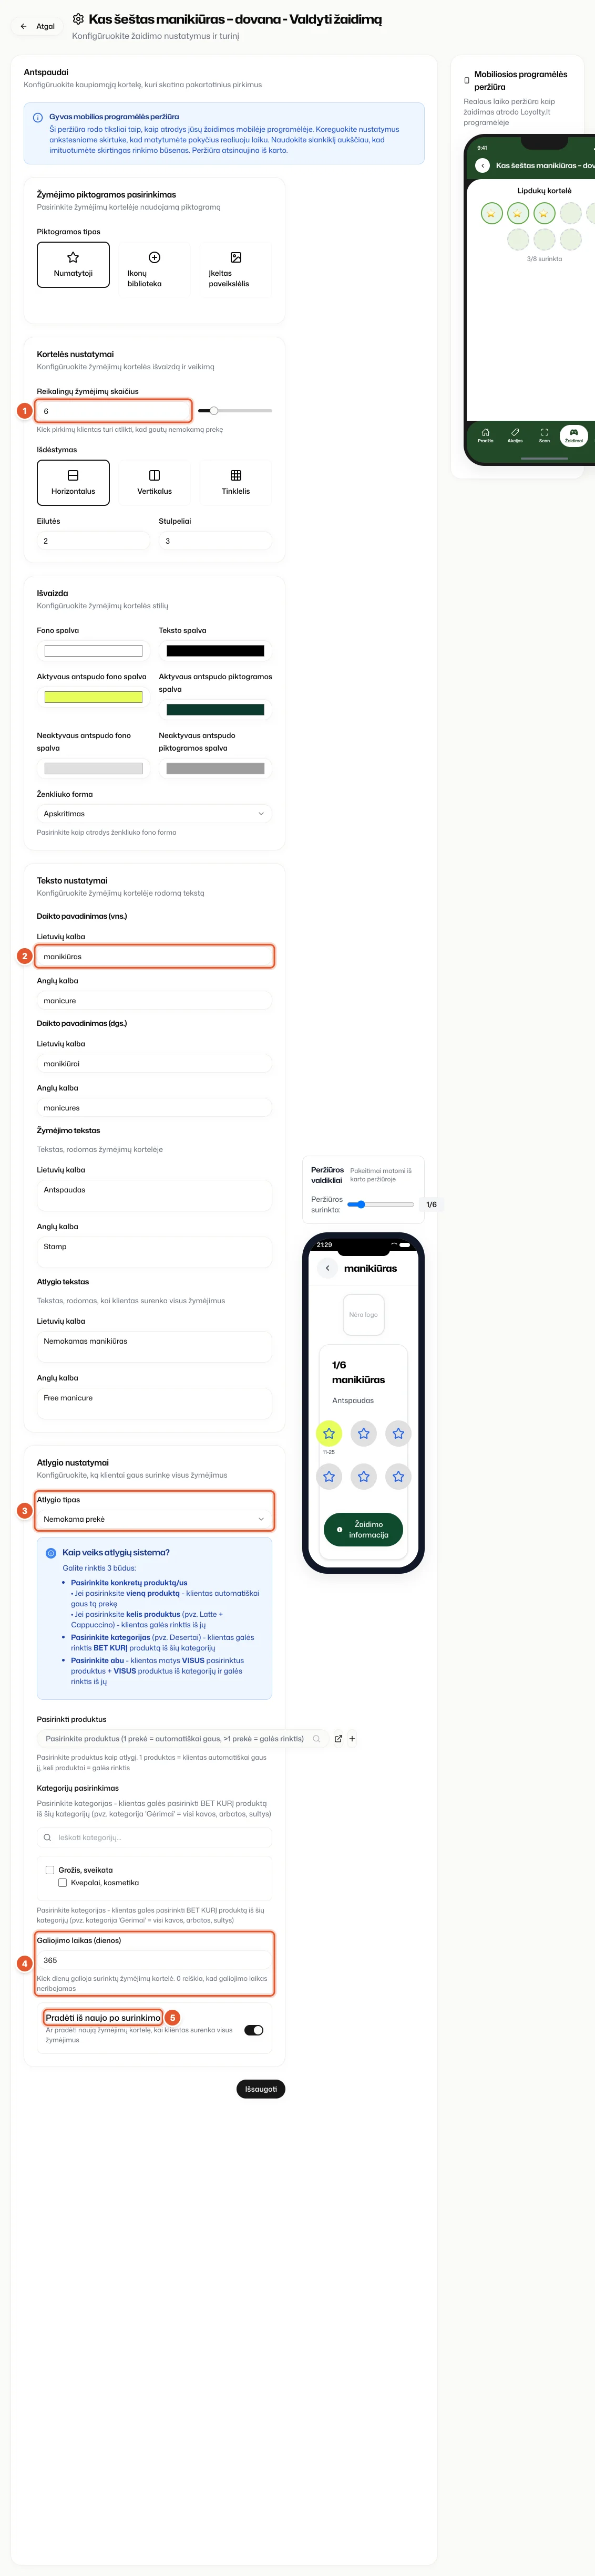 Atgal
Kas šeštas manikiūras – dovana - Valdyti žaidimą
Konfigūruokite žaidimo nustatymus ir turinį
Antspaudai
Konfigūruokite kaupiamąją kortelę, kuri skatina pakartotinius pirkimus
Gyvas mobilios programėlės peržiūra
Ši peržiūra rodo tiksliai taip, kaip atrodys jūsų žaidimas mobilėje programėlėje. Koreguokite nustatymus
ankstesniame skirtuke, kad matytumėte pokyčius realiuoju laiku. Naudokite slanklikį aukščiau, kad
imituotumėte skirtingas rinkimo būsenas. Peržiūra atsinaujina iš karto.
Žymėjimo piktogramos pasirinkimas
Pasirinkite žymėjimų kortelėje naudojamą piktogramą
Piktogramos tipas
Numatytoji
Ikonų
biblioteka
Įkeltas
paveikslėlis
Kortelės nustatymai
Konfigūruokite žymėjimų kortelės išvaizdą ir veikimą
Reikalingų žymėjimų skaičius
1
6
Kiek pirkimų klientas turi atlikti, kad gautų nemokamą prekę
Išdėstymas
Horizontalus
Vertikalus
Tinklelis
Eilutės
Stulpeliai
2
3
Išvaizda
Konfigūruokite žymėjimų kortelės stilių
Fono spalva
Teksto spalva
Aktyvaus antspudo fono spalva
Aktyvaus antspudo piktogramos
spalva
Neaktyvaus antspudo fono
spalva
Neaktyvaus antspudo
piktogramos spalva
Ženkliuko forma
Apskritimas
Pasirinkite kaip atrodys ženkliuko fono forma
Teksto nustatymai
Konfigūruokite žymėjimų kortelėje rodomą tekstą
Daikto pavadinimas (vns.)
Lietuvių kalba
2
manikiūras
Anglų kalba
manicure
Daikto pavadinimas (dgs.)
Lietuvių kalba
manikiūrai
Anglų kalba
manicures
Žymėjimo tekstas
Tekstas, rodomas žymėjimų kortelėje
Lietuvių kalba
Antspaudas
Anglų kalba
Stamp
Atlygio tekstas
Tekstas, rodomas, kai klientas surenka visus žymėjimus
Lietuvių kalba
Nemokamas manikiūras
Anglų kalba
Free manicure
Atlygio nustatymai
Konfigūruokite, ką klientai gaus surinkę visus žymėjimus
3
Atlygio tipas
Nemokama prekė
Kaip veiks atlygių sistema?
Galite rinktis 3 būdus:
• Pasirinkite konkretų produktą/us
• Jei pasirinksite vieną produktą - klientas automatiškai
gaus tą prekę
• Jei pasirinksite kelis produktus (pvz. Latte +
Cappuccino) - klientas galės rinktis iš jų
• Pasirinkite kategorijas (pvz. Desertai) - klientas galės
rinktis BET KURĮ produktą iš šių kategorijų
• Pasirinkite abu - klientas matys VISUS pasirinktus
produktus + VISUS produktus iš kategorijų ir galės
rinktis iš jų
Pasirinkti produktus
Pasirinkite produktus (1 prekė = automatiškai gaus, >1 prekė = galės rinktis)
Pasirinkite produktus kaip atlygį. 1 produktas = klientas automatiškai gaus
jį, keli produktai = galės rinktis
Kategorijų pasirinkimas
Pasirinkite kategorijas - klientas galės pasirinkti BET KURĮ produktą
iš šių kategorijų (pvz. kategorija 'Gėrimai' = visi kavos, arbatos, sultys)
Ieškoti kategorijų...
Grožis, sveikata
Kvepalai, kosmetika
Pasirinkite kategorijas - klientas galės pasirinkti BET KURĮ produktą iš šių
kategorijų (pvz. kategorija 'Gėrimai' = visi kavos, arbatos, sultys)
4
Galiojimo laikas (dienos)
365
Kiek dienų galioja surinktų žymėjimų kortelė. 0 reiškia, kad galiojimo laikas
neribojamas
Pradėti iš naujo po surinkimo
5
Ar pradėti naują žymėjimų kortelę, kai klientas surenka visus
žymėjimus
Išsaugoti
Peržiūros
valdikliai
Pakeitimai matomi iš
karto peržiūroje
Peržiūros
surinkta:
1/6
21:29
manikiūras
Nėra logo
1/6
manikiūras
Antspaudas
11-25
Žaidimo
informacija
Mobiliosios programėlės
peržiūra
Realaus laiko peržiūra kaip
žaidimas atrodo Loyalty.lt
programėlėje
9:41
Kas šeštas manikiūras – dov
Lipdukų kortelė
3/8 surinkta
Pradžia
Akcijos
Scan
Žaidimai